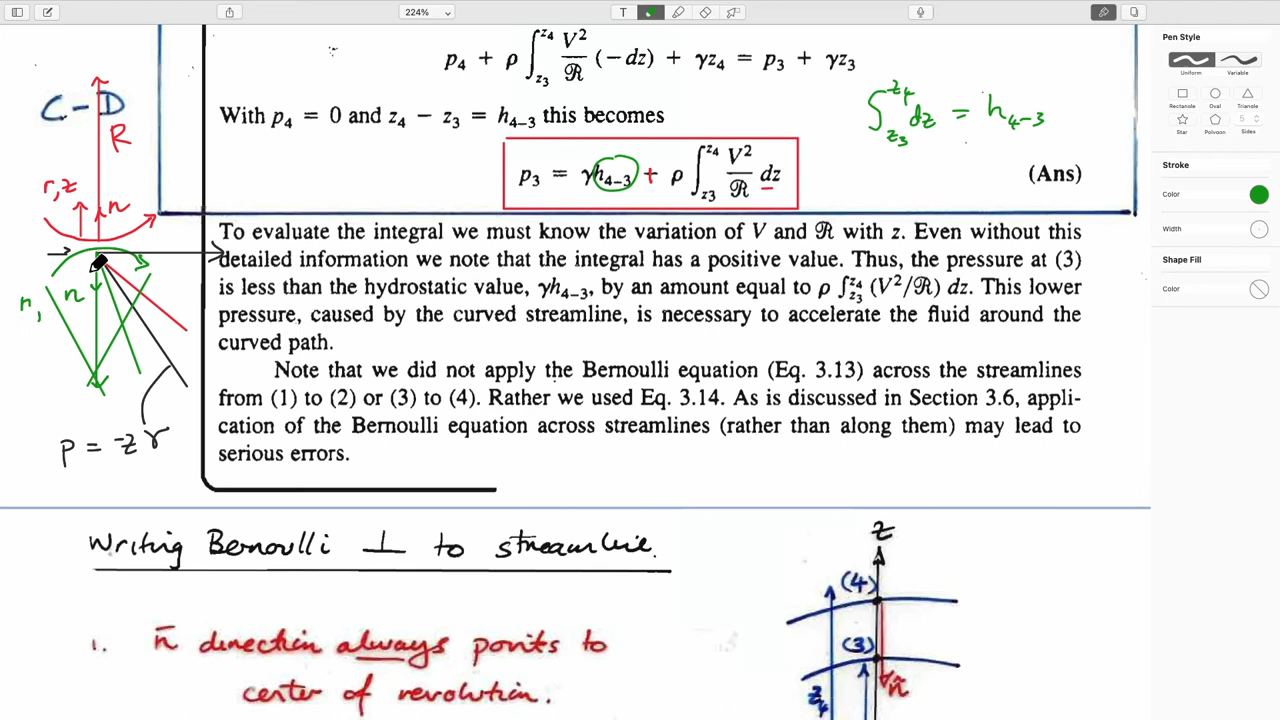 224%
T
Pen Style
Uniform
Variable
Rectangle
Oval
Triangle
Star
Polygon
5
Sides
Stroke
Color
Width
Shape Fill
Color
p₄ + ρ ∫_{z₃}^{z₄} V²/ℛ (−dz) + γz₄ = p₃ + γz₃
With p₄ = 0 and z₄ − z₃ = h₄₋₃ this becomes
∫_{z₃}^{z₄} dz = h₄₋₃
p₃ = γh₄₋₃ + ρ ∫_{z₃}^{z₄} V²/ℛ dz
(Ans)
C-D
R
r, z
n
n
r,
p = -zγ
To evaluate the integral we must know the variation of V and ℛ with z. Even without this
detailed information we note that the integral has a positive value. Thus, the pressure at (3)
is less than the hydrostatic value, γh₄₋₃, by an amount equal to ρ ∫_{z₃}^{z₄} (V²/ℛ) dz. This lower
pressure, caused by the curved streamline, is necessary to accelerate the fluid around the
curved path.
Note that we did not apply the Bernoulli equation (Eq. 3.13) across the streamlines
from (1) to (2) or (3) to (4). Rather we used Eq. 3.14. As is discussed in Section 3.6, appli-
cation of the Bernoulli equation across streamlines (rather than along them) may lead to
serious errors.
Writing Bernoulli ⊥ to streamline.
1. n̄ direction always points to
center of revolution.
z
(4)
(3)
z₄
n̄